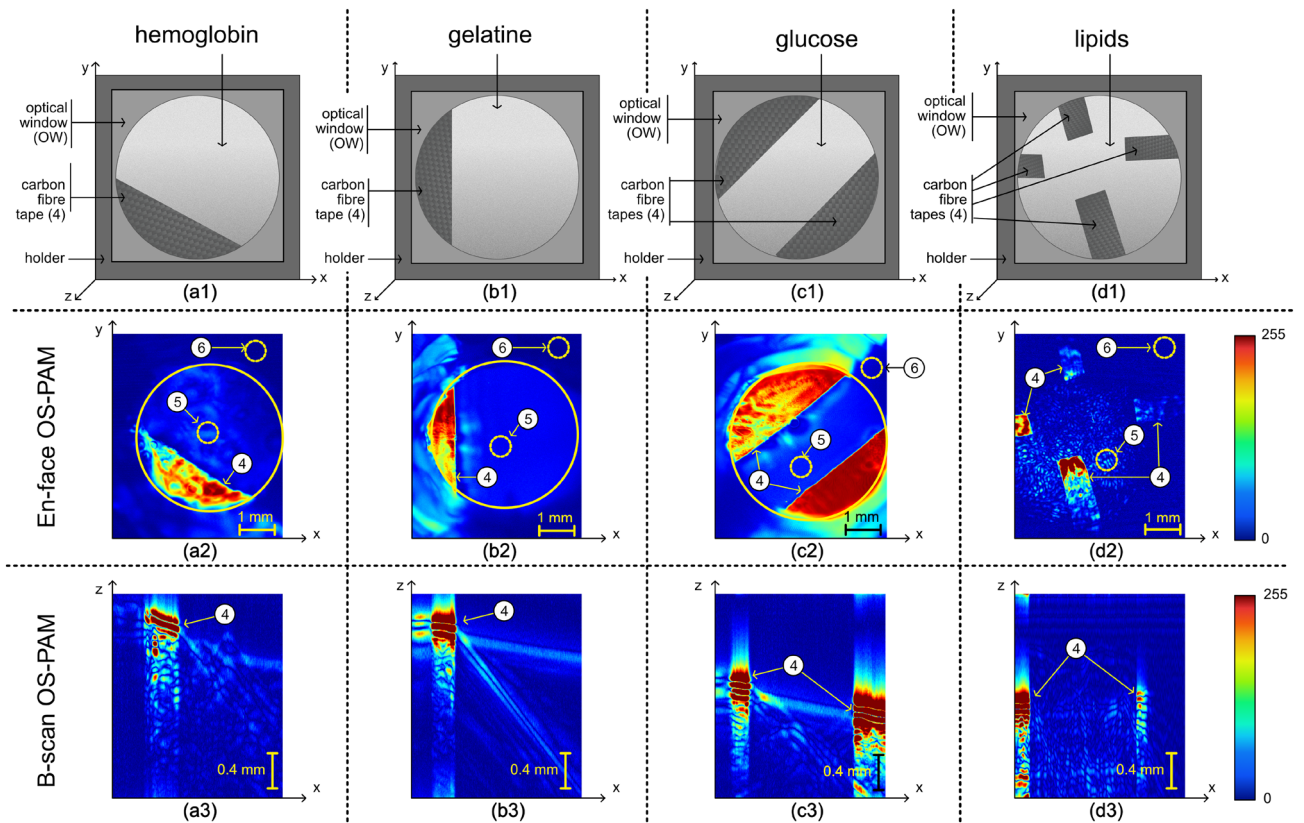 hemoglobin
gelatine
glucose
lipids
y
optical
window
(OW)
carbon
fibre
tape (4)
holder
z
x
(a1)
y
optical
window
(OW)
carbon
fibre
tape (4)
holder
z
x
(b1)
y
optical
window
(OW)
carbon
fibre
tapes (4)
holder
z
x
(c1)
y
optical
window
(OW)
carbon
fibre
tapes (4)
holder
z
x
(d1)
En-face OS-PAM
y
6
5
4
1 mm
x
(a2)
y
6
5
4
1 mm
x
(b2)
y
6
5
4
1 mm
x
(c2)
y
6
4
5
4
4
1 mm
x
(d2)
255
0
B-scan OS-PAM
z
4
0.4 mm
x
(a3)
z
4
0.4 mm
x
(b3)
z
4
0.4 mm
x
(c3)
z
4
0.4 mm
x
(d3)
255
0